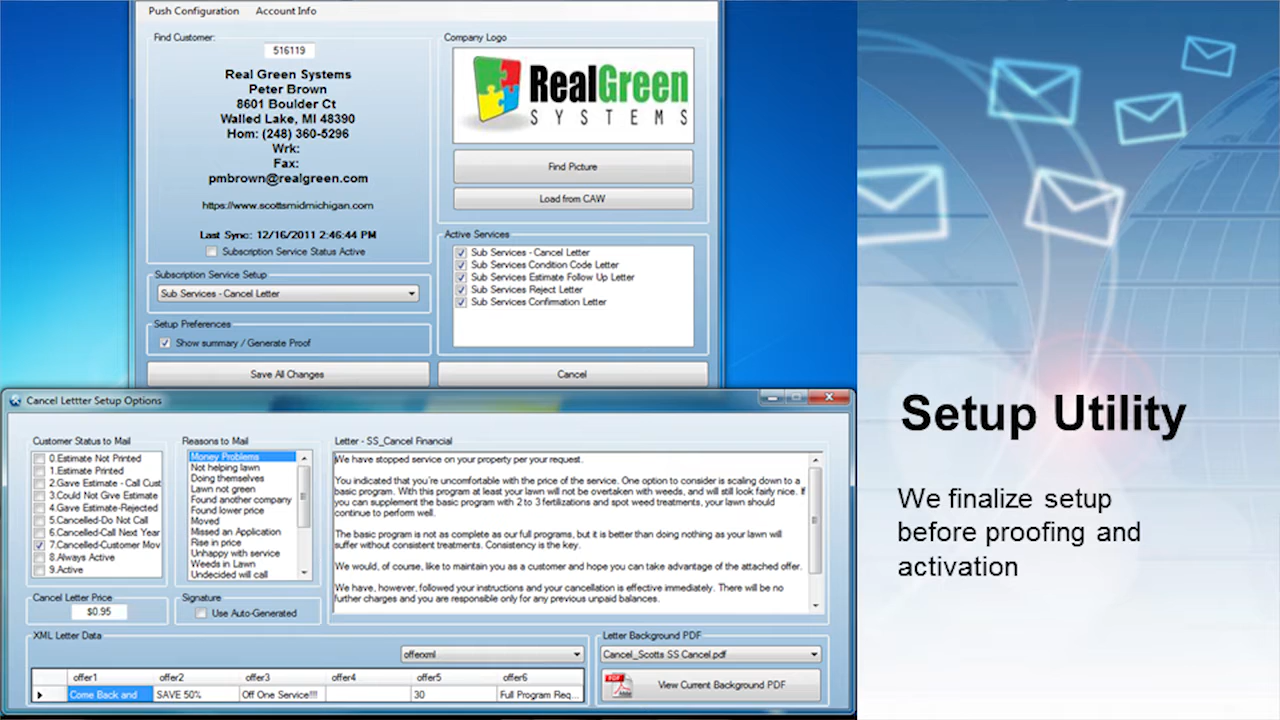 Push Configuration Account Info
Find Customer:
516119
Real Green Systems
Peter Brown
8601 Boulder Ct
Walled Lake, MI 48390
Hom: (248) 360-5296
Wrk:
Fax:
pmbrown@realgreen.com
https://www.scottsmidmichigan.com
Last Sync: 12/16/2011 2:46:44 PM
Subscription Service Status Active
Subscription Service Setup
Sub Services - Cancel Letter
Setup Preferences
Show summary / Generate Proof
Save All Changes
Company Logo
RealGreen
SYSTEMS
Find Picture
Load from CAW
Active Services
Sub Services - Cancel Letter
Sub Services Condition Code Letter
Sub Services Estimate Follow Up Letter
Sub Services Reject Letter
Sub Services Confirmation Letter
Cancel
Cancel Lettter Setup Options
Customer Status to Mail
0.Estimate Not Printed
1.Estimate Printed
2.Gave Estimate - Call Cust
3.Could Not Give Estimate
4.Gave Estimate-Rejected
5.Cancelled-Do Not Call
6.Cancelled-Call Next Year
7.Cancelled-Customer Mov
8.Always Active
9.Active
Cancel Letter Price
$0.95
Reasons to Mail
Money Problems
Not helping lawn
Doing themselves
Lawn not green
Found another company
Found lower price
Moved
Missed an Application
Rise in price
Unhappy with service
Weeds in Lawn
Undecided will call
Signature
Use Auto-Generated
Letter - SS_Cancel Financial
We have stopped service on your property per your request.
You indicated that you're uncomfortable with the price of the service. One option to consider is scaling down to a
basic program. With this program at least your lawn will not be overtaken with weeds, and will still look fairly nice. If
you can supplement the basic program with 2 to 3 fertilizations and spot weed treatments, your lawn should
continue to perform well.
The basic program is not as complete as our full programs, but it is better than doing nothing as your lawn will
suffer without consistent treatments. Consistency is the key.
We would, of course, like to maintain you as a customer and hope you can take advantage of the attached offer.
We have, however, followed your instructions and your cancellation is effective immediately. There will be no
further charges and you are responsible only for any previous unpaid balances.
XML Letter Data
offerxml
offer1 offer2 offer3 offer4 offer5 offer6
Come Back and SAVE 50% Off One Service!!! 30 Full Program Req...
Letter Background PDF
Cancel_Scotts SS Cancel.pdf
PDF
Adobe
View Current Background PDF
Setup Utility
We finalize setup
before proofing and
activation